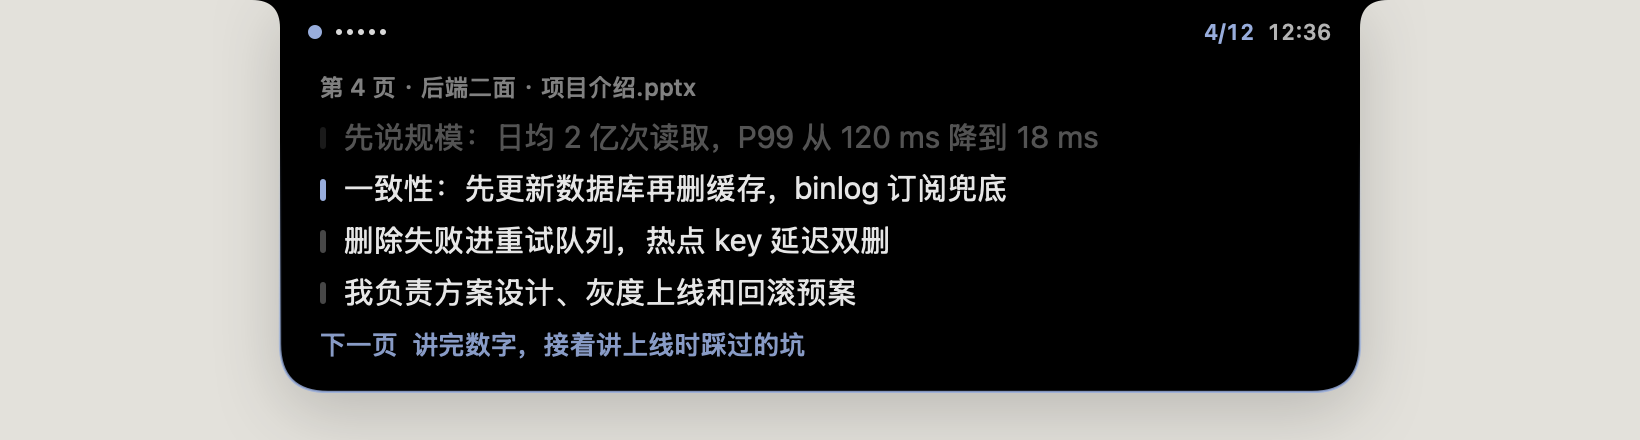 4/12 12:36
第 4 页 · 后端二面 · 项目介绍.pptx
先说规模：日均 2 亿次读取，P99 从 120 ms 降到 18 ms
一致性：先更新数据库再删缓存，binlog 订阅兜底
删除失败进重试队列，热点 key 延迟双删
我负责方案设计、灰度上线和回滚预案
下一页 讲完数字，接着讲上线时踩过的坑